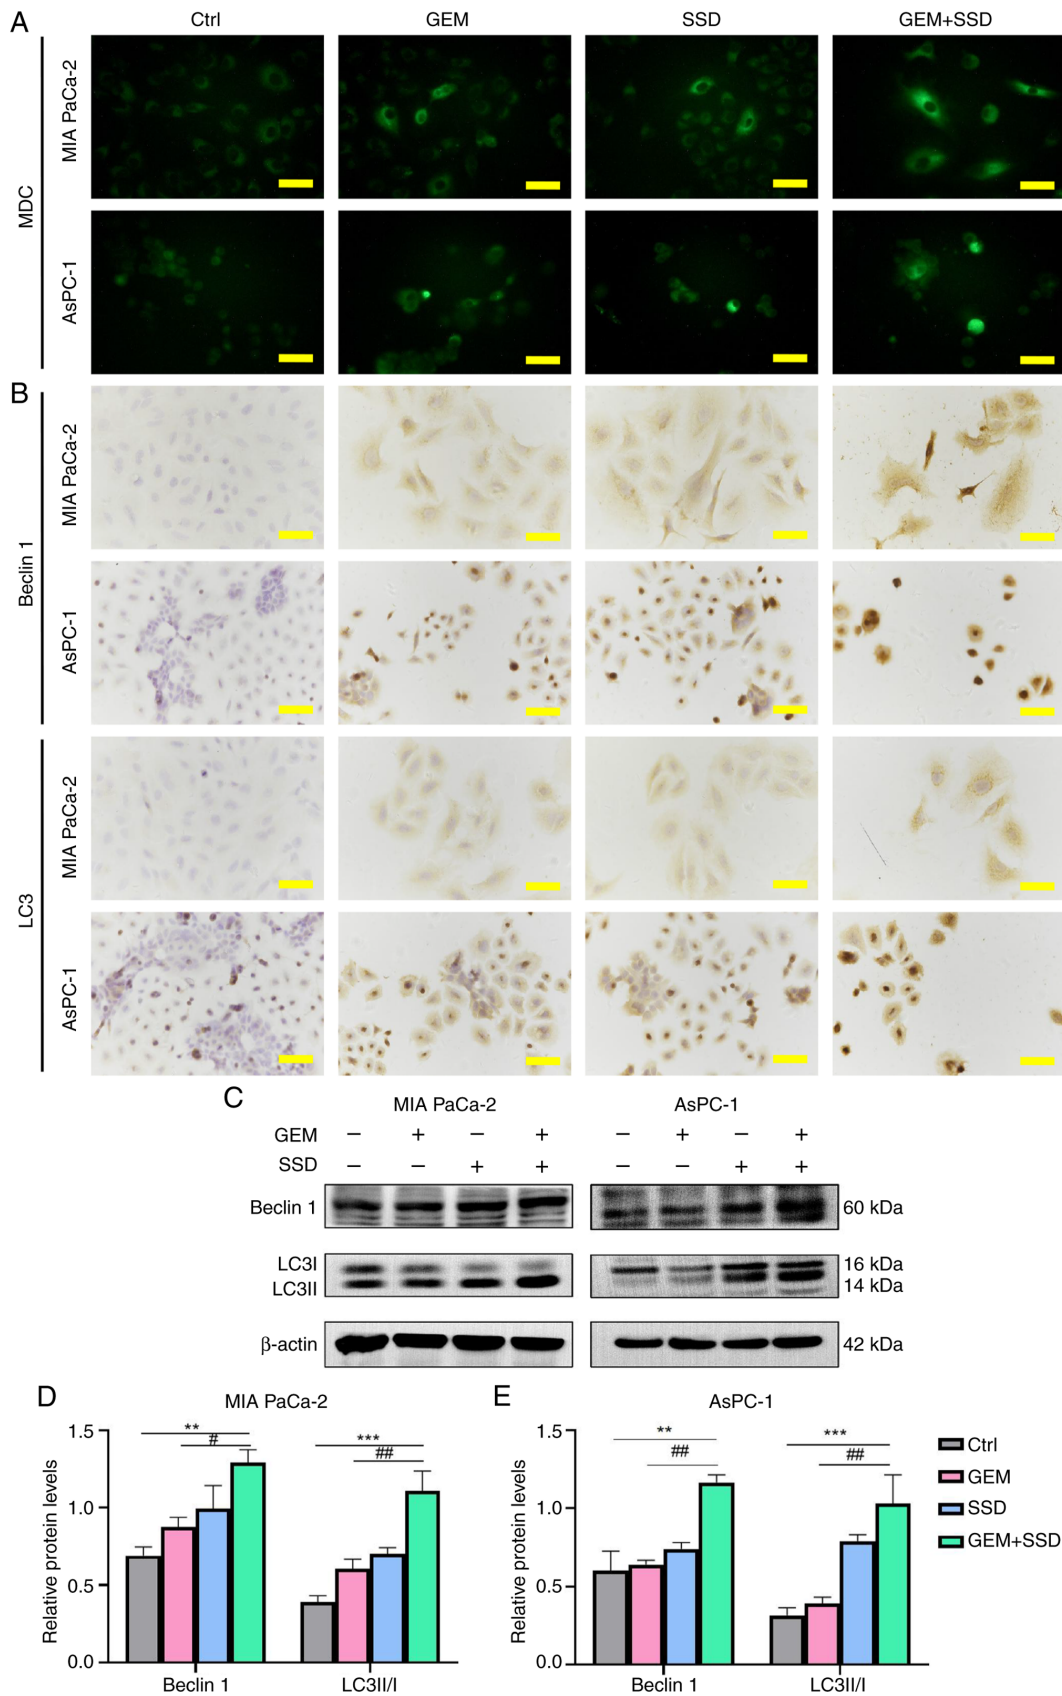 A
Ctrl GEM SSD GEM+SSD
MDC
MIA PaCa-2
AsPC-1
B
Beclin 1
MIA PaCa-2
AsPC-1
LC3
MIA PaCa-2
AsPC-1
C
MIA PaCa-2 AsPC-1
GEM − + − + − + − +
SSD − − + + − − + +
Beclin 1 60 kDa
LC3I 16 kDa
LC3II 14 kDa
β-actin 42 kDa
D
MIA PaCa-2
Relative protein levels
1.5
1.0
0.5
0.0
** # *** ##
Beclin 1 LC3II/I
E
AsPC-1
Relative protein levels
1.5
1.0
0.5
0.0
** ## *** ##
Beclin 1 LC3II/I
Ctrl
GEM
SSD
GEM+SSD